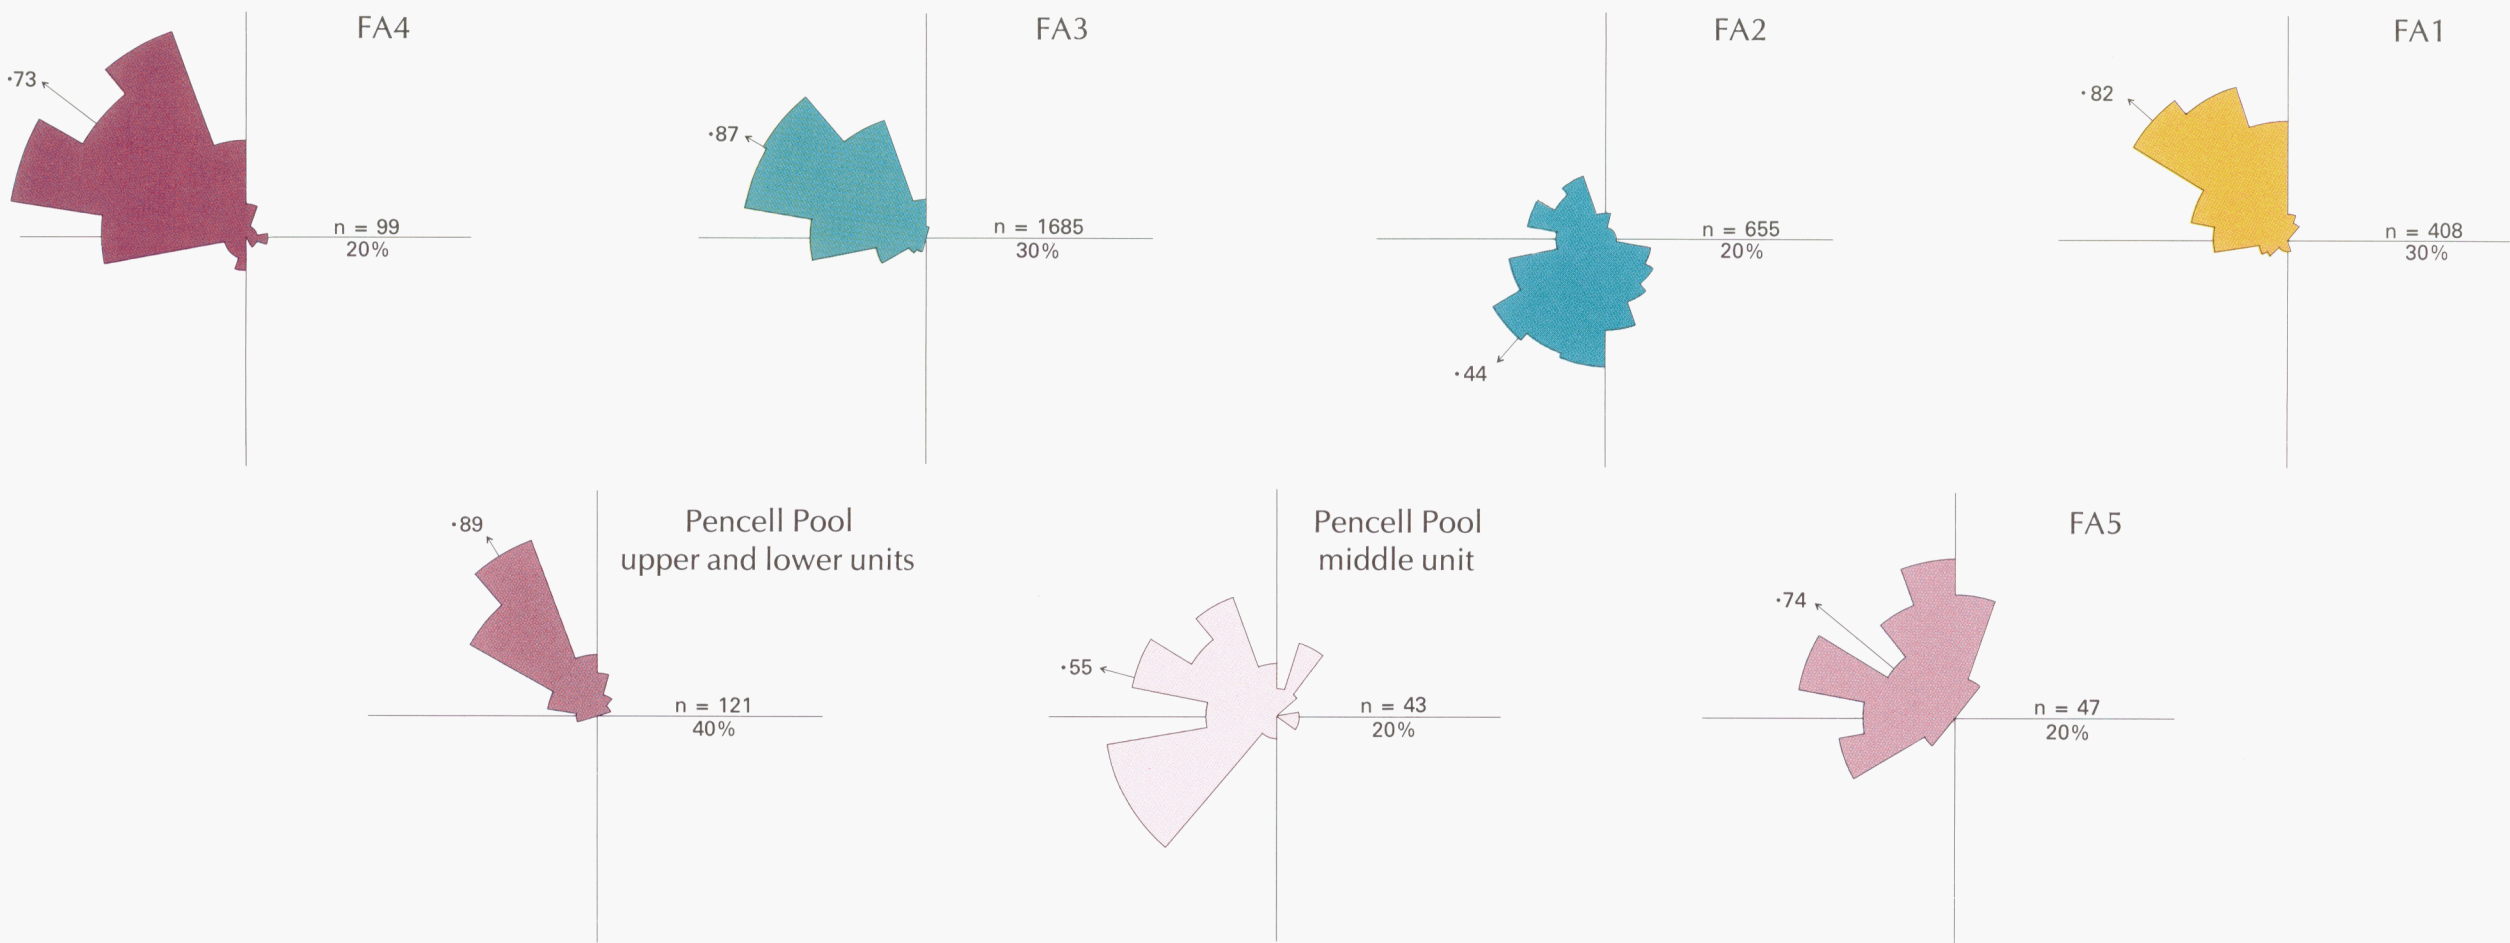 FA4
·73
n = 99
20%
FA3
·87
n = 1685
30%
FA2
n = 655
20%
·44
FA1
·82
n = 408
30%
·89
Pencell Pool
upper and lower units
n = 121
40%
Pencell Pool
middle unit
·55
n = 43
20%
FA5
·74
n = 47
20%